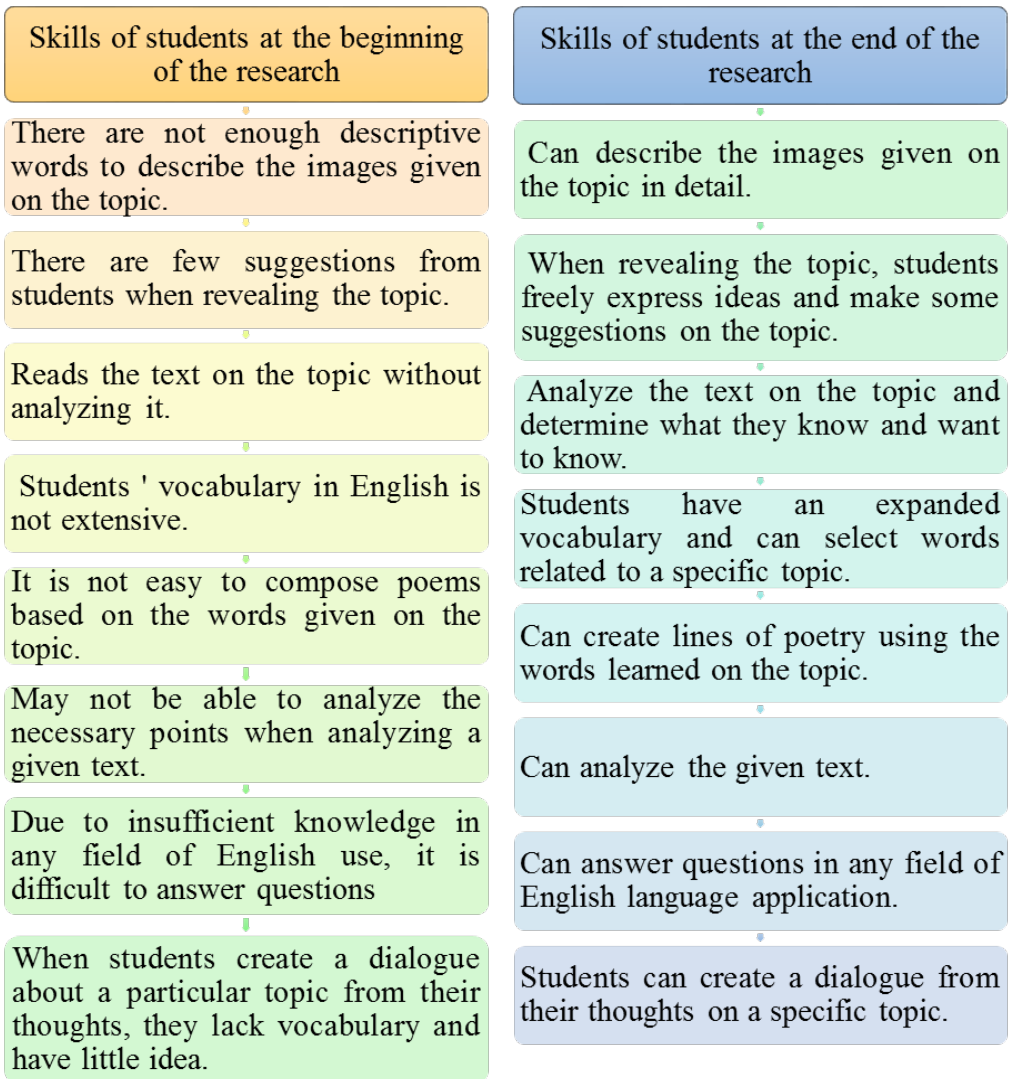 Skills of students at the beginning
of the research
There are not enough descriptive
words to describe the images given
on the topic.
There are few suggestions from
students when revealing the topic.
Reads the text on the topic without
analyzing it.
Students ' vocabulary in English is
not extensive.
It is not easy to compose poems
based on the words given on the
topic.
May not be able to analyze the
necessary points when analyzing a
given text.
Due to insufficient knowledge in
any field of English use, it is
difficult to answer questions
When students create a dialogue
about a particular topic from their
thoughts, they lack vocabulary and
have little idea.
Skills of students at the end of the
research
Can describe the images given on
the topic in detail.
When revealing the topic, students
freely express ideas and make some
suggestions on the topic.
Analyze the text on the topic and
determine what they know and want
to know.
Students have an expanded
vocabulary and can select words
related to a specific topic.
Can create lines of poetry using the
words learned on the topic.
Can analyze the given text.
Can answer questions in any field of
English language application.
Students can create a dialogue from
their thoughts on a specific topic.